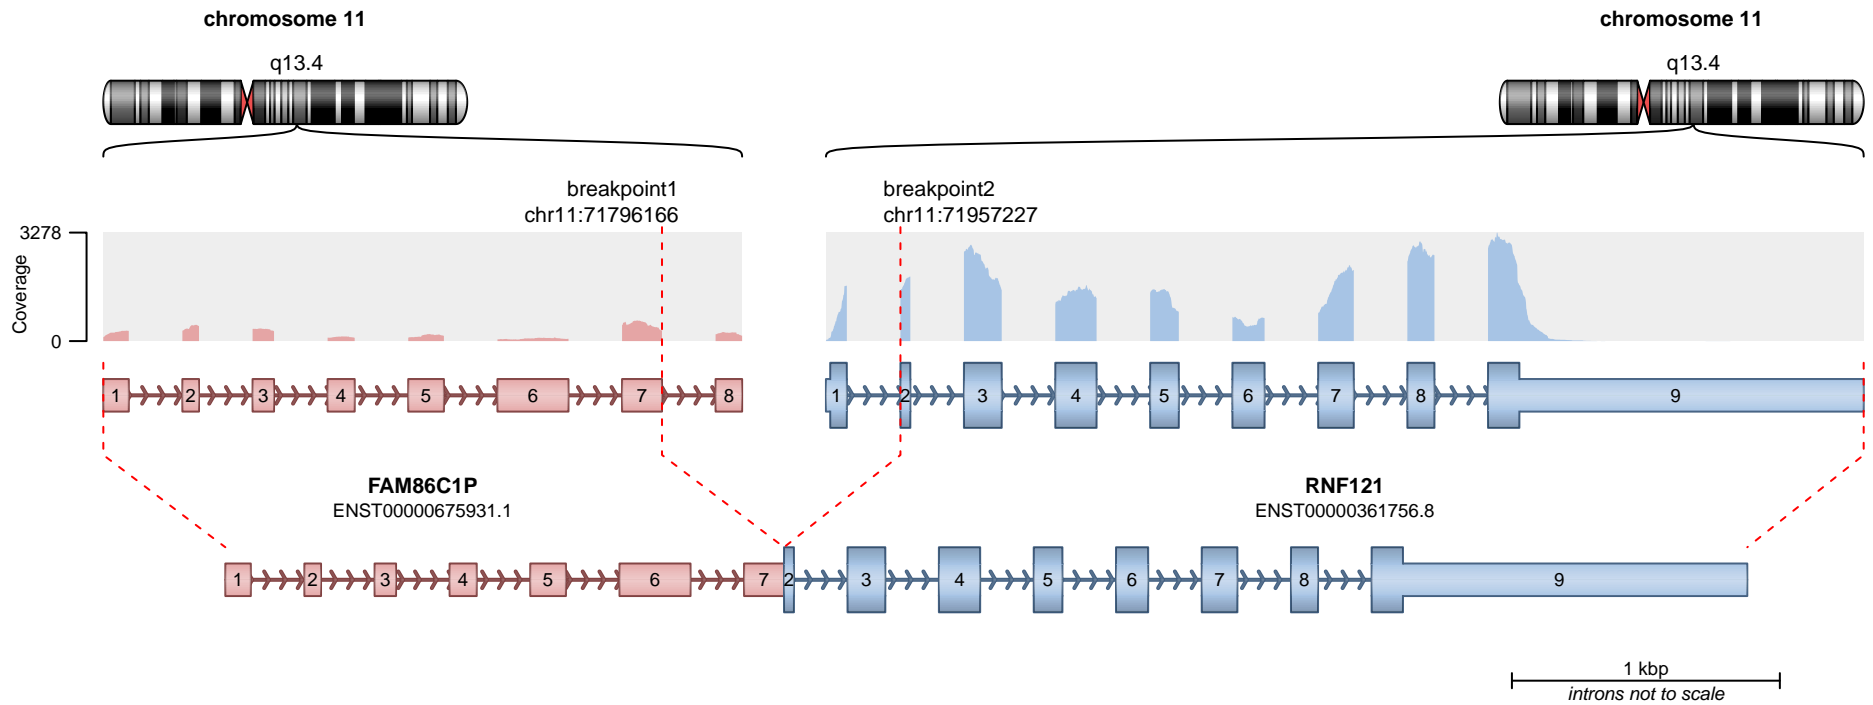 chromosome 11
chromosome 11
q13.4
q13.4
breakpoint1
chr11:71796166
breakpoint2
chr11:71957227
3278
Coverage
0
1 2 3 4 5 6 7 8
1 2 3 4 5 6 7 8 9
FAM86C1P
ENST00000675931.1
RNF121
ENST00000361756.8
1 2 3 4 5 6 7 2 3 4 5 6 7 8 9
1 kbp
introns not to scale